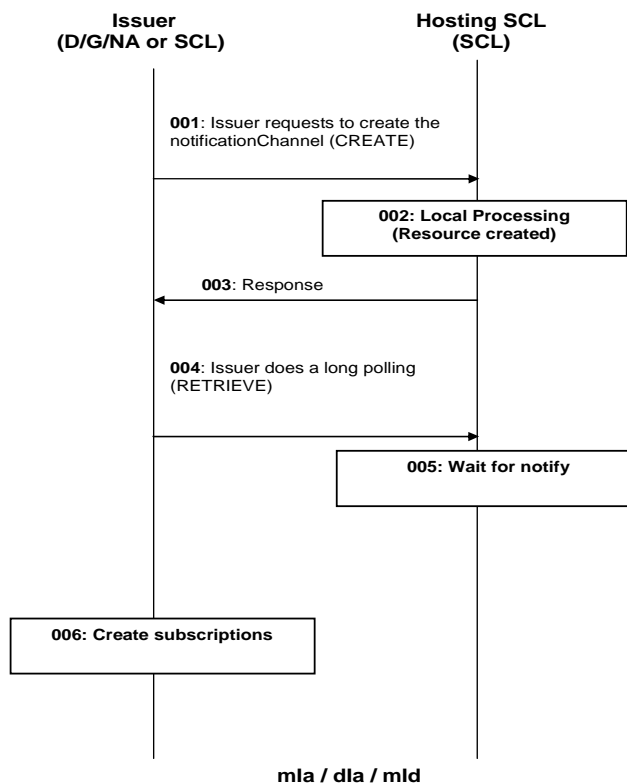 Issuer
(D/G/NA or SCL)
Hosting SCL
(SCL)
001: Issuer requests to create the
notificationChannel (CREATE)
002: Local Processing
(Resource created)
003: Response
004: Issuer does a long polling
(RETRIEVE)
005: Wait for notify
006: Create subscriptions
mIa / dIa / mId